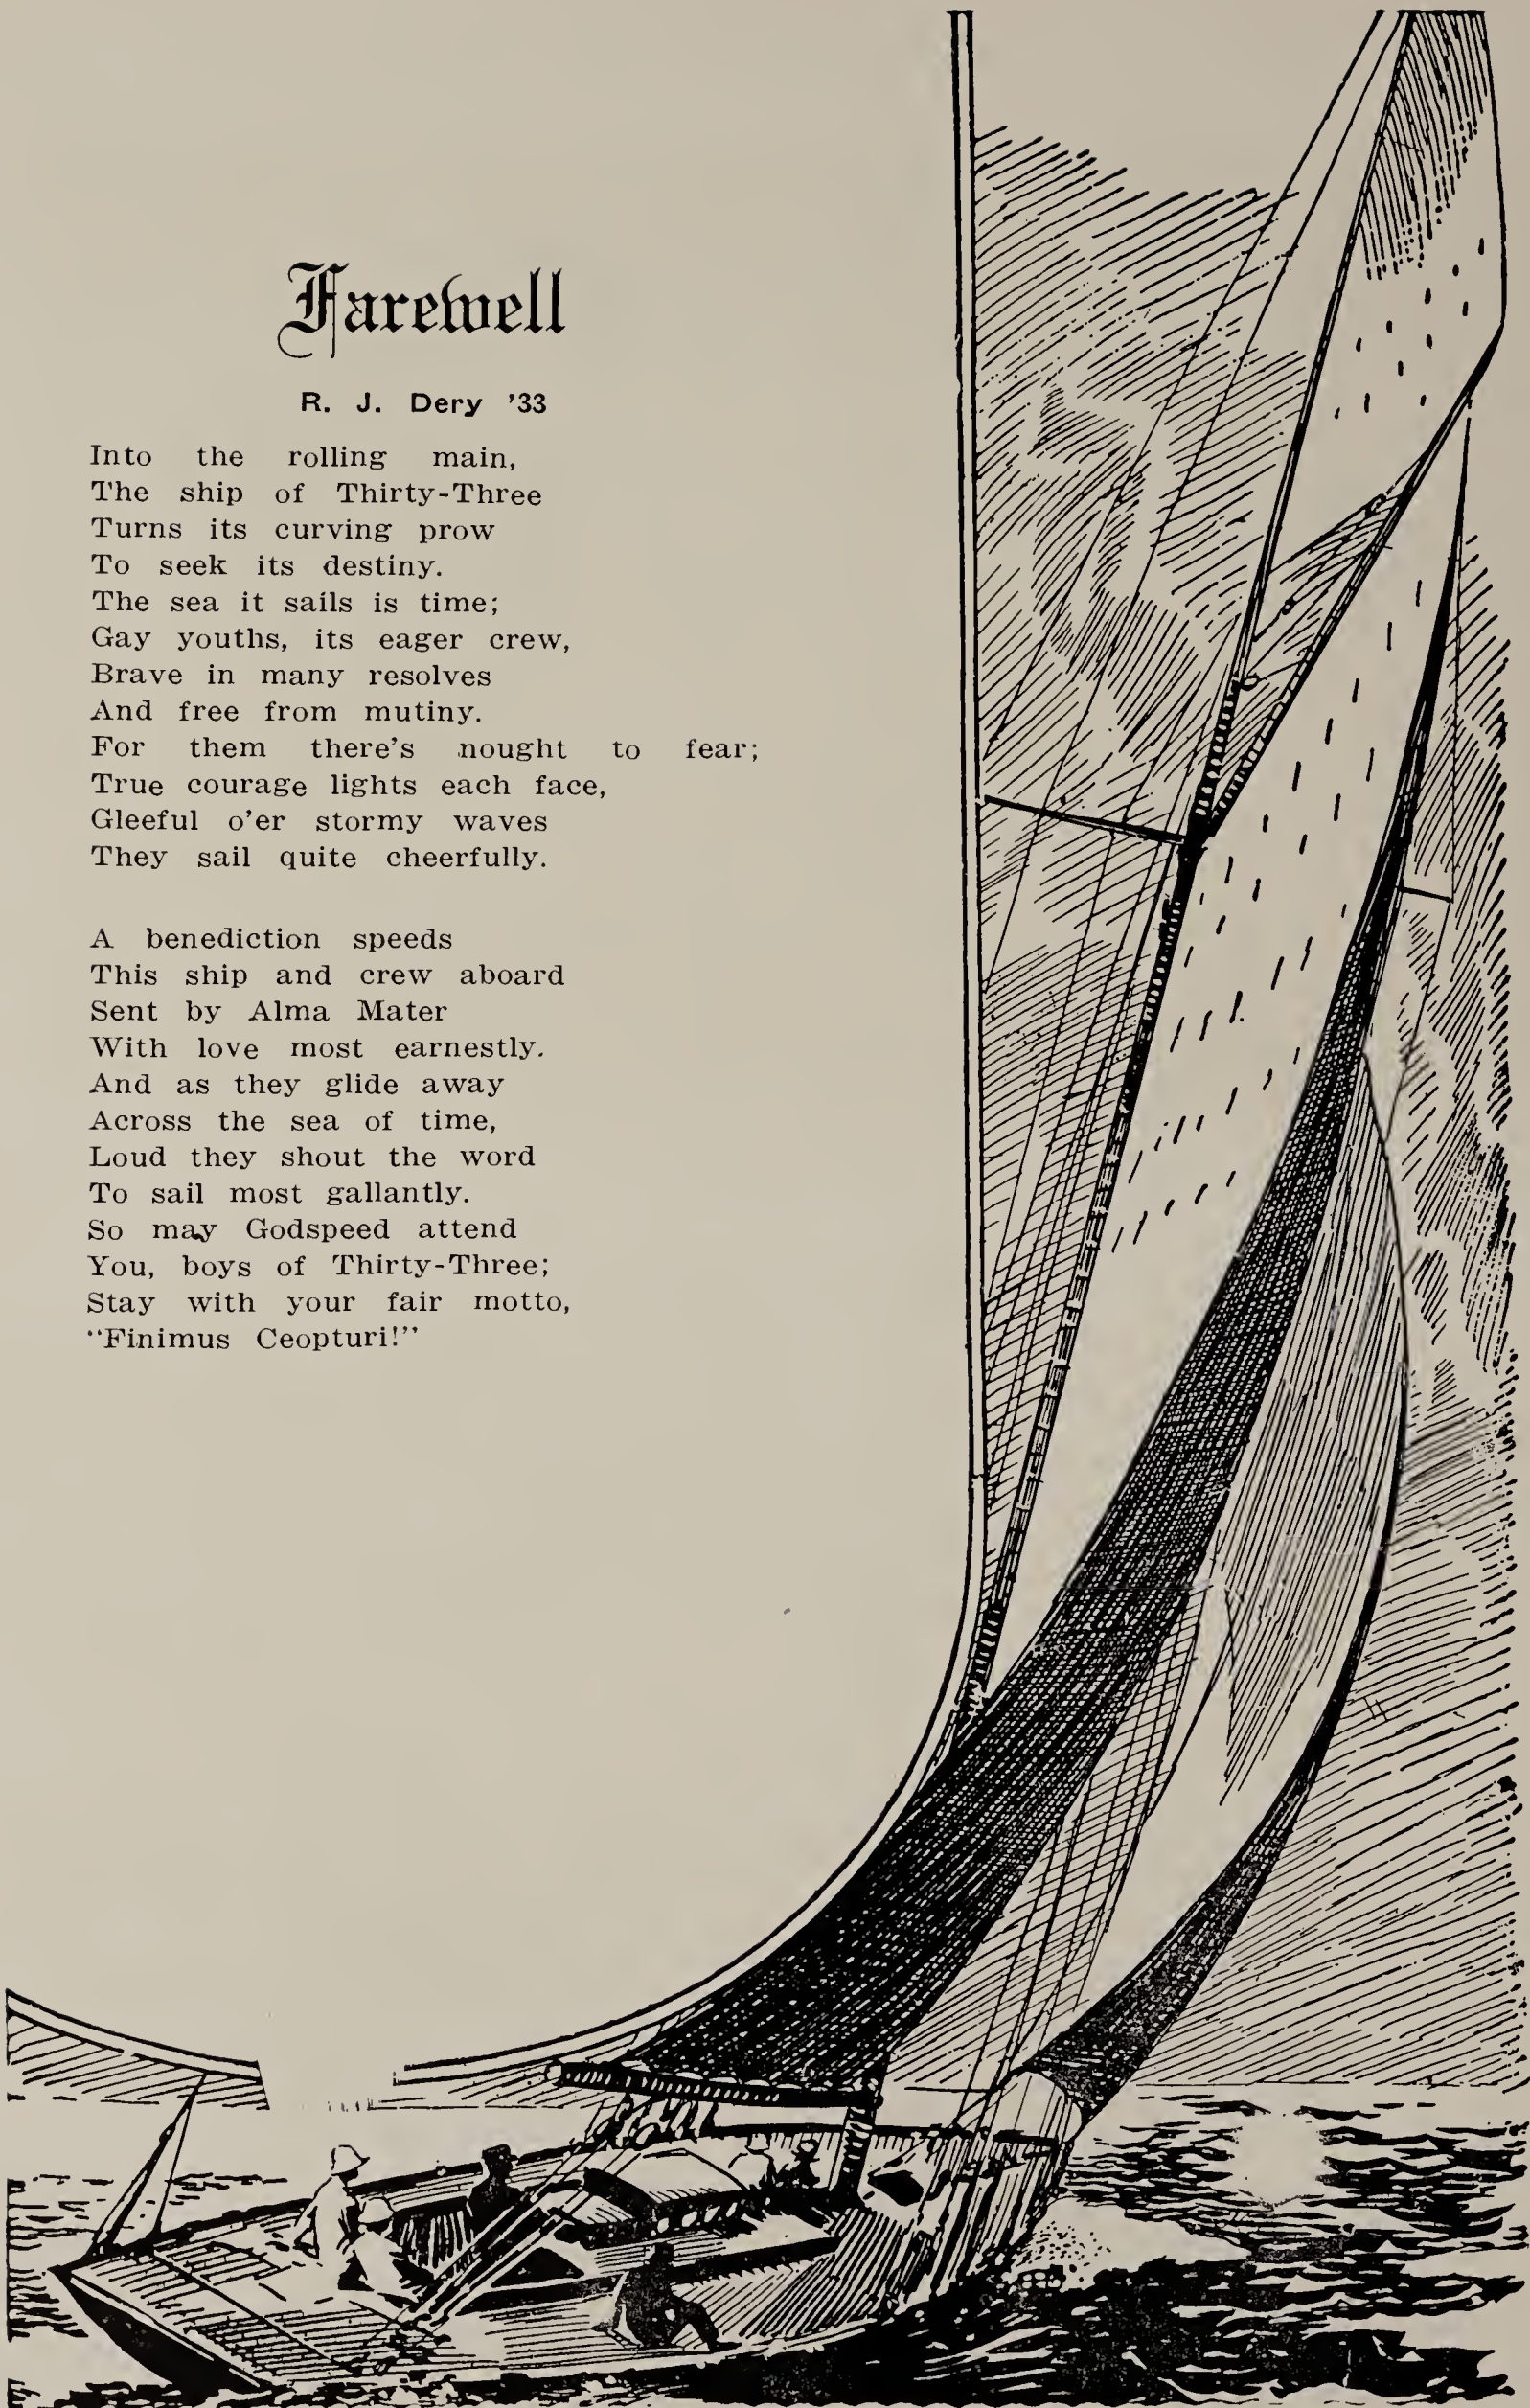 Farewell
R. J. Dery '33
Into the rolling main,
The ship of Thirty-Three
Turns its curving prow
To seek its destiny.
The sea it sails is time;
Gay youths, its eager crew,
Brave in many resolves
And free from mutiny.
For them there's nought to fear;
True courage lights each face,
Gleeful o'er stormy waves
They sail quite cheerfully.

A benediction speeds
This ship and crew aboard
Sent by Alma Mater
With love most earnestly.
And as they glide away
Across the sea of time,
Loud they shout the word
To sail most gallantly.
So may Godspeed attend
You, boys of Thirty-Three;
Stay with your fair motto,
"Finimus Ceopturi!"